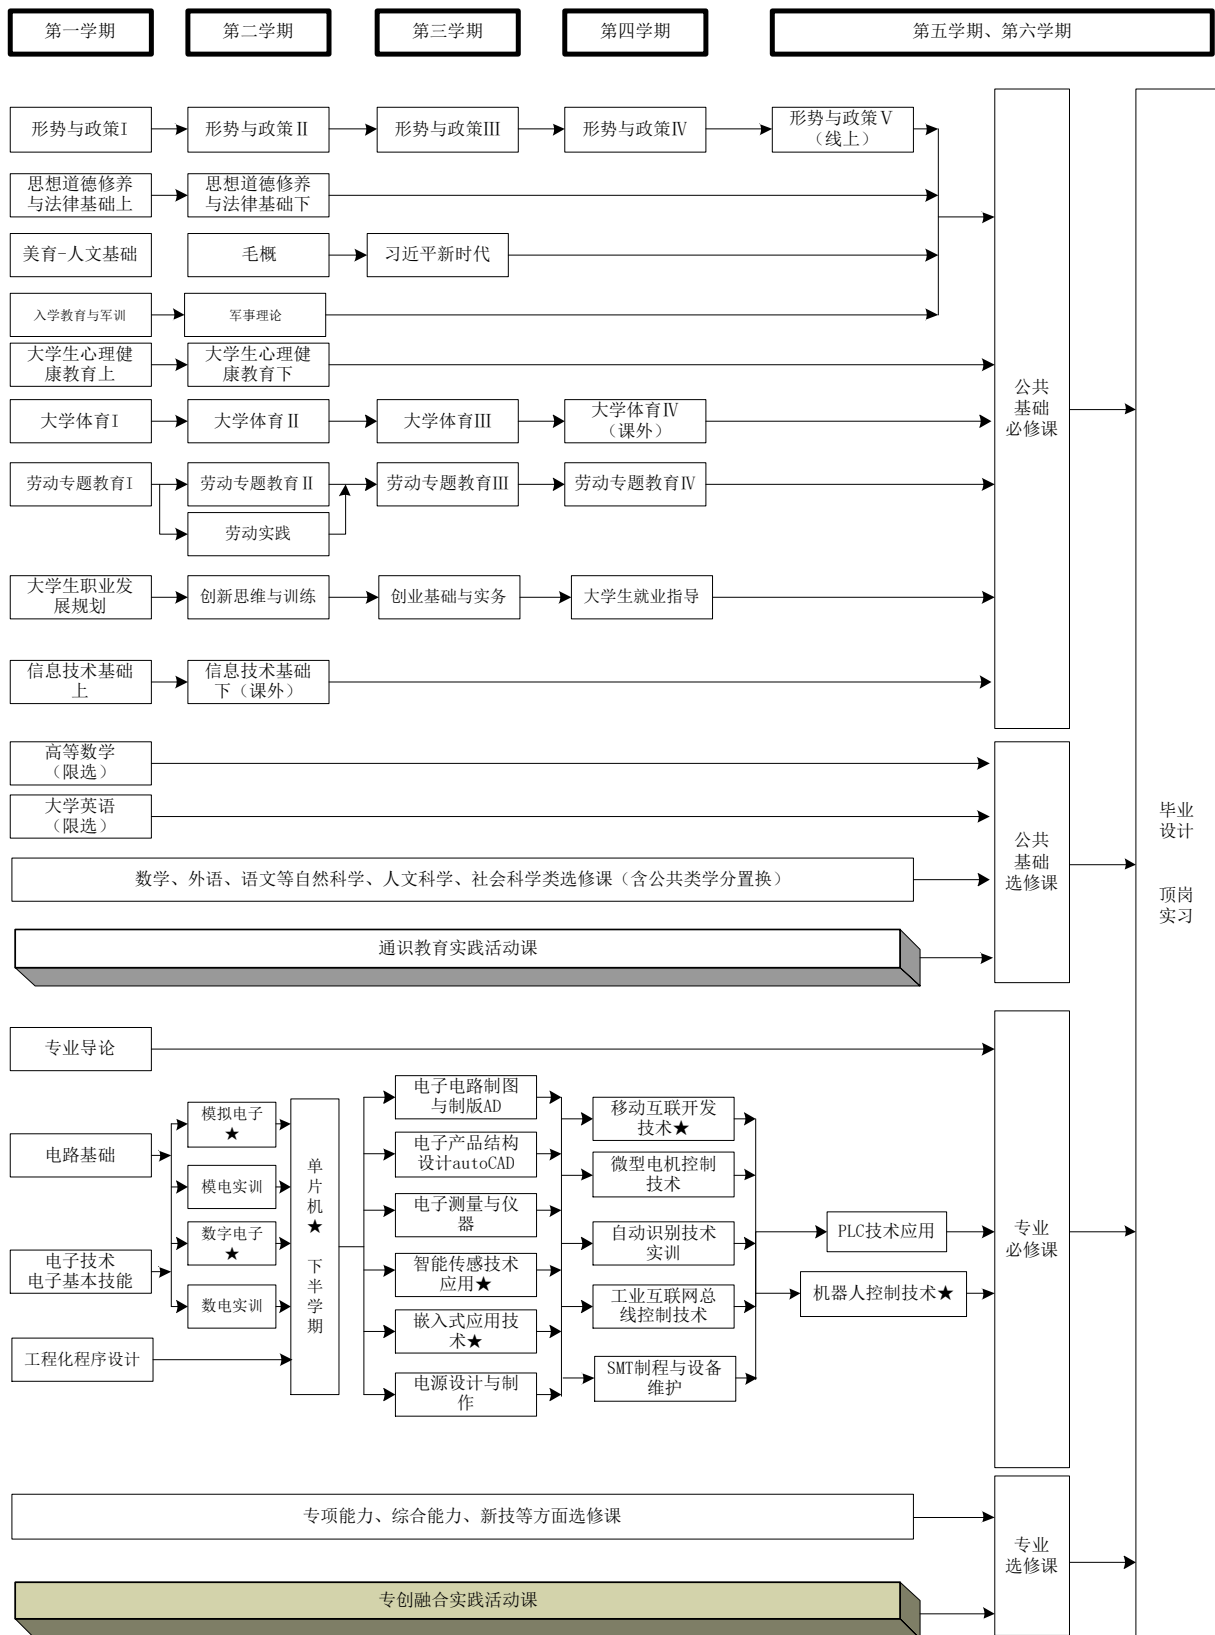 第一学期
第二学期
第三学期
第四学期
第五学期、第六学期
形势与政策I
形势与政策Ⅱ
形势与政策Ⅲ
形势与政策Ⅳ
形势与政策Ⅴ
（线上）
思想道德修养
与法律基础上
思想道德修养
与法律基础下
美育-人文基础
毛概
习近平新时代
入学教育与军训
军事理论
大学生心理健
康教育上
大学生心理健
康教育下
大学体育I
大学体育Ⅱ
大学体育Ⅲ
大学体育Ⅳ
（课外）
劳动专题教育I
劳动专题教育Ⅱ
劳动专题教育Ⅲ
劳动专题教育Ⅳ
劳动实践
大学生职业发
展规划
创新思维与训练
创业基础与实务
大学生就业指导
信息技术基础
上
信息技术基础
下（课外）
公共
基础
必修课
高等数学
（限选）
大学英语
（限选）
数学、外语、语文等自然科学、人文科学、社会科学类选修课（含公共类学分置换）
通识教育实践活动课
公共
基础
选修课
毕业
设计
顶岗
实习
专业导论
电路基础
电子技术
电子基本技能
工程化程序设计
模拟电子
★
模电实训
数字电子
★
数电实训
单
片
机
★
下
半
学
期
电子电路制图
与制版AD
电子产品结构
设计autoCAD
电子测量与仪
器
智能传感技术
应用★
嵌入式应用技
术★
电源设计与制
作
移动互联开发
技术★
微型电机控制
技术
自动识别技术
实训
工业互联网总
线控制技术
SMT制程与设备
维护
PLC技术应用
机器人控制技术★
专业
必修课
专项能力、综合能力、新技等方面选修课
专创融合实践活动课
专业
选修课